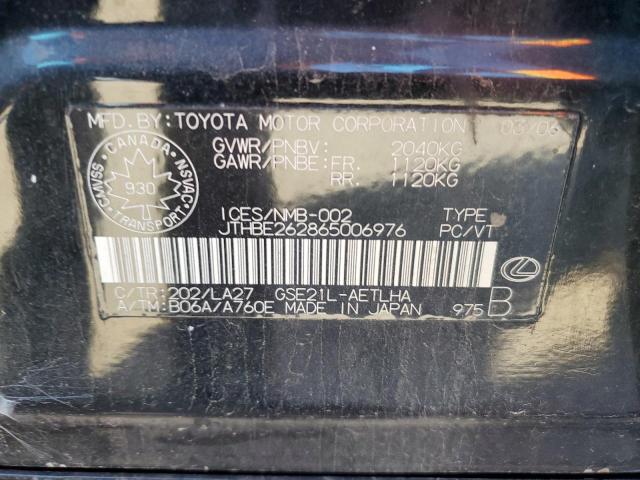 MFD.BY: TOYOTA MOTOR CORPORATION 03/06
GVWR/PNBV: 2040KG
GAWR/PNBE: FR: 1120KG
RR: 1120KG
CANADA
CMVSS NSVAC
930
TRANSPORT
ICES/NMB-002 TYPE
JTHBE262865006976 PC/VT
C/TR: 202/LA27 GSE21L-AETLHA
A/TM: B06A/A760E MADE IN JAPAN 975 B